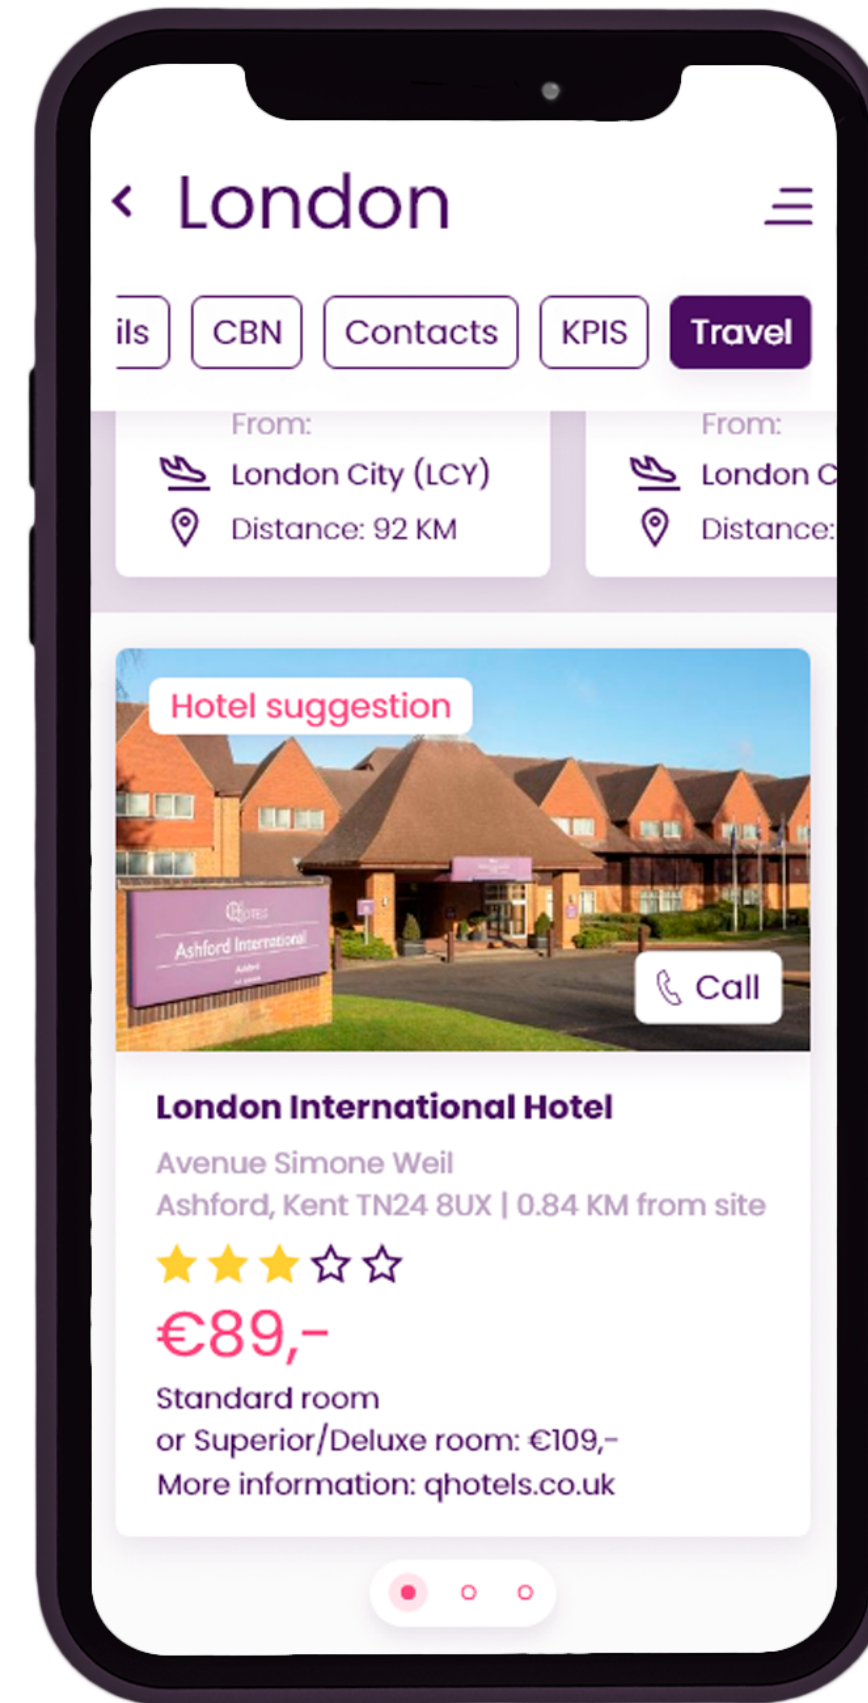 London
ils
CBN
Contacts
KPIS
Travel
From:
London City (LCY)
Distance: 92 KM
From:
London C
Distance:
Hotel suggestion
HOTELS
Ashford International
Ashford
Call
London International Hotel
Avenue Simone Weil
Ashford, Kent TN24 8UX | 0.84 KM from site
€89,-
Standard room
or Superior/Deluxe room: €109,-
More information: qhotels.co.uk